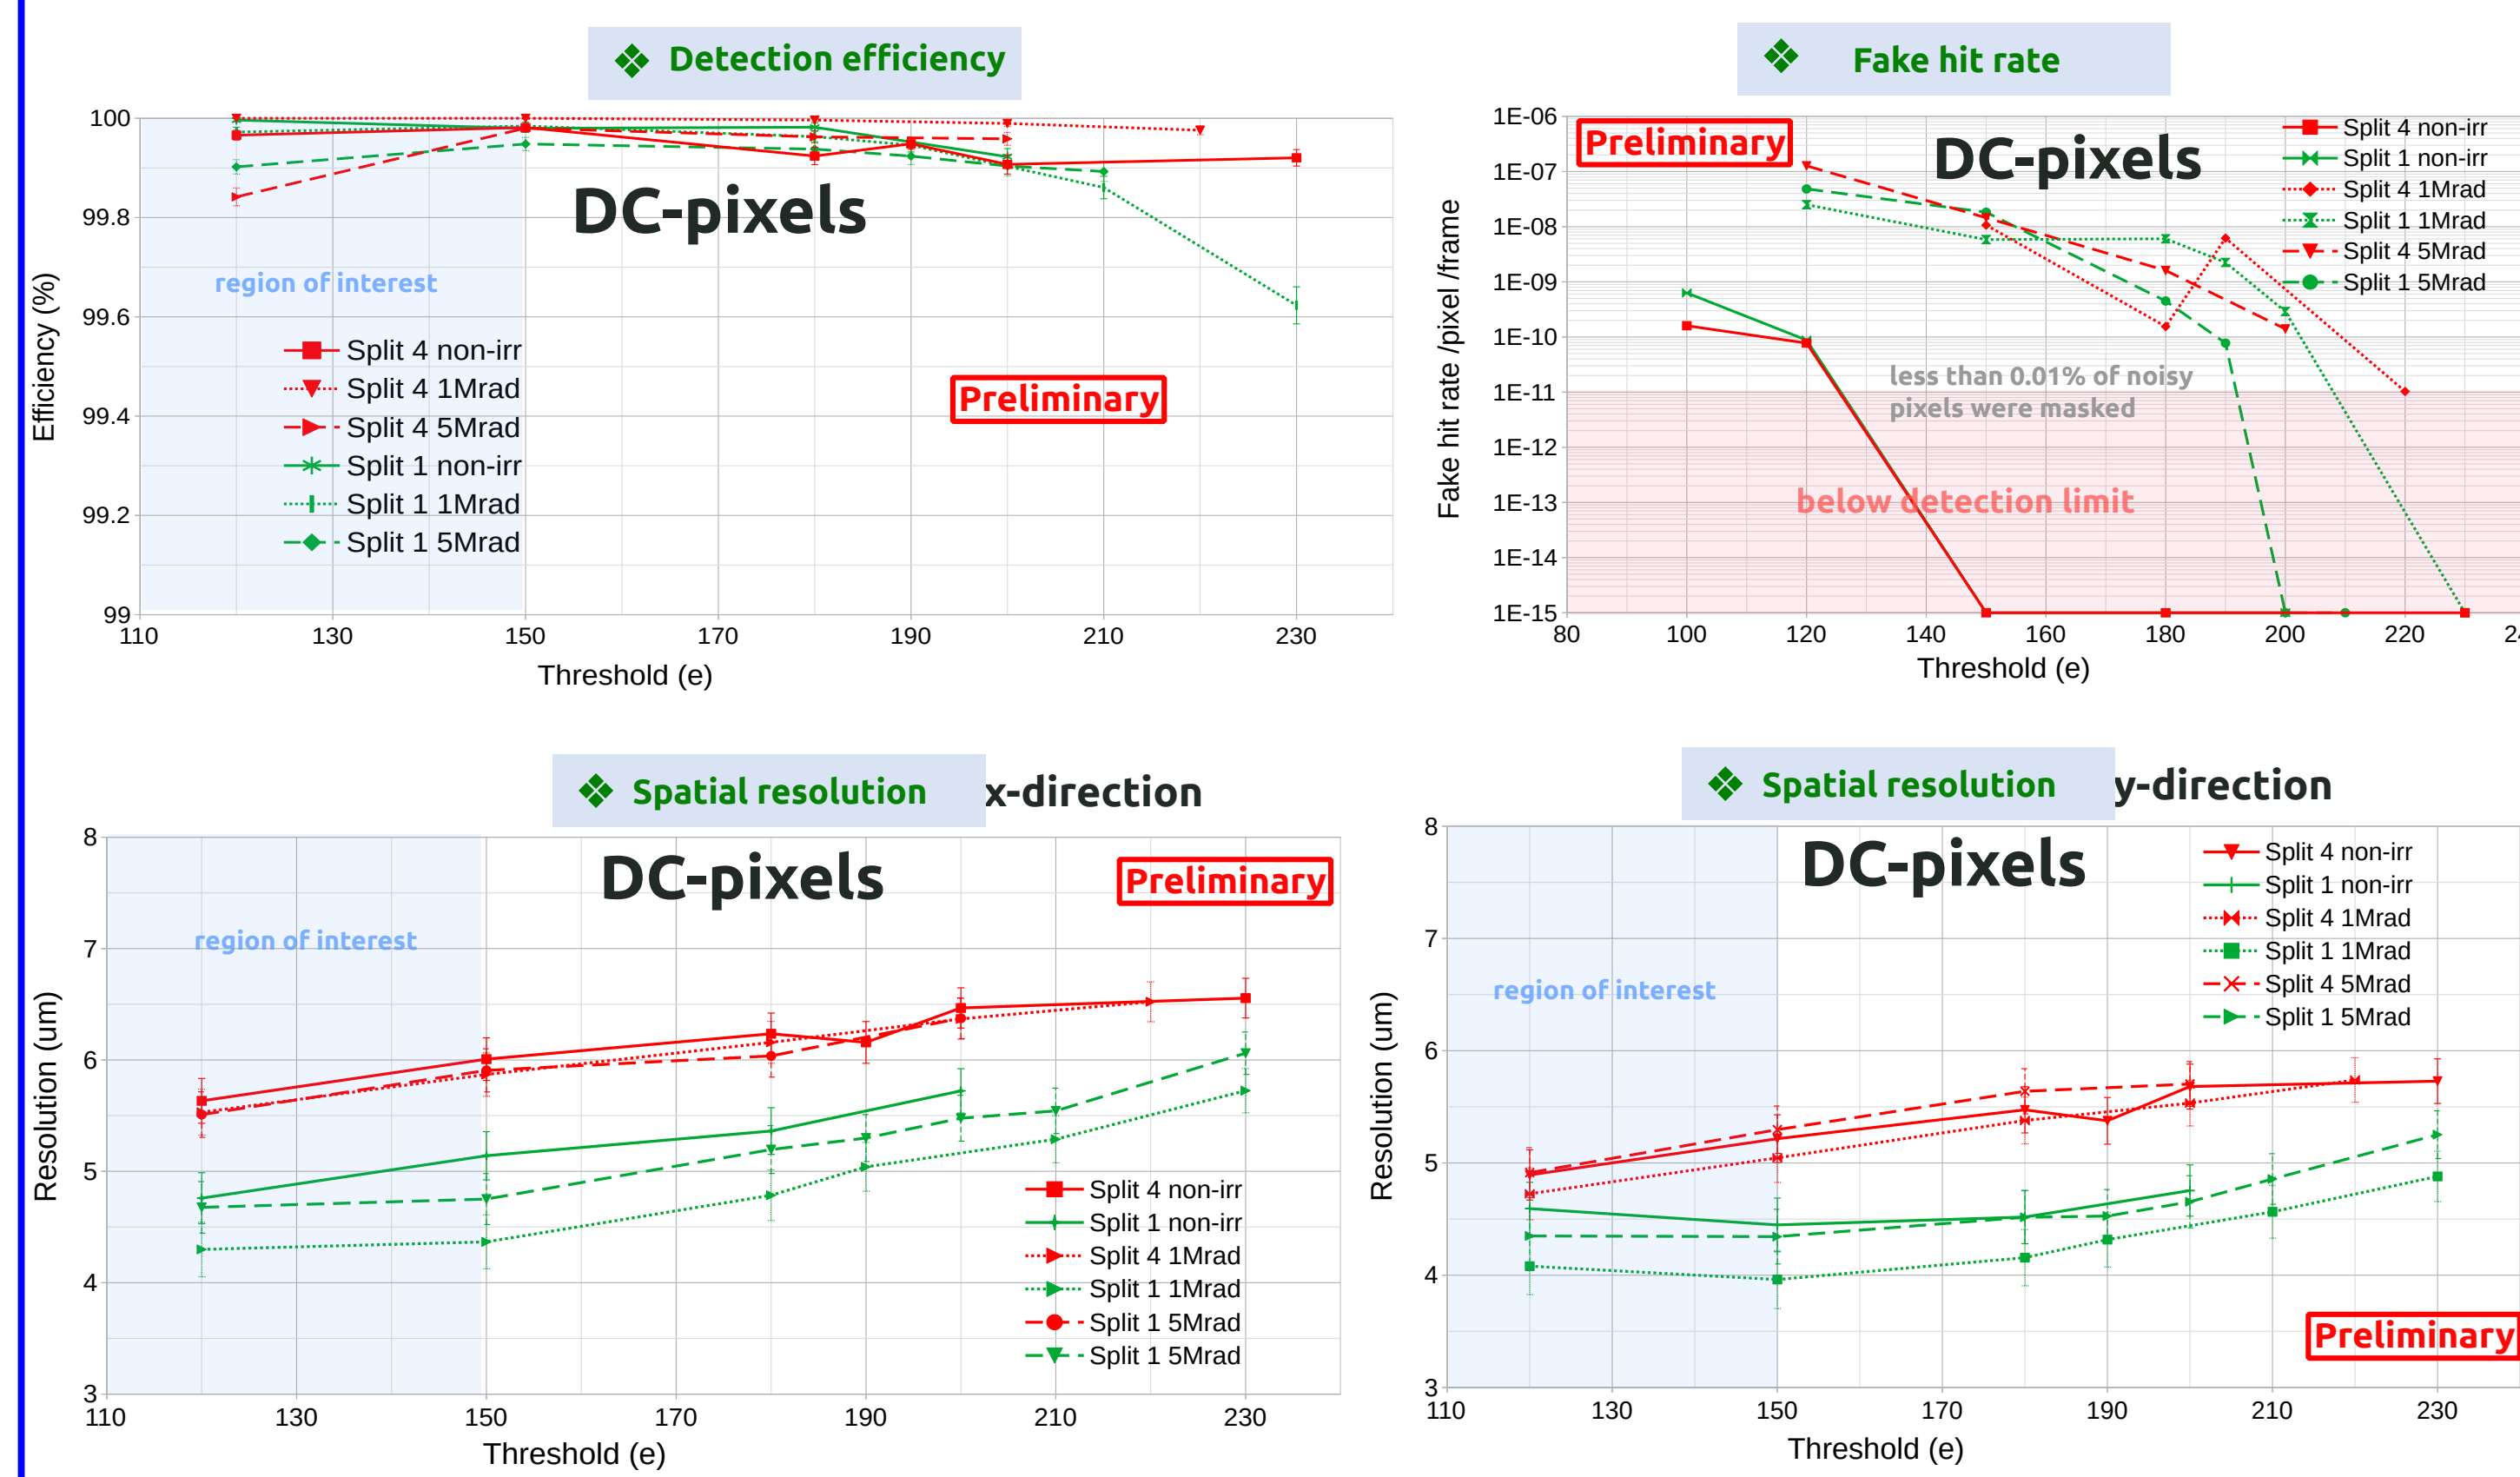 ❖ Detection efficiency
100
99.8
99.6
99.4
99.2
99
110 130 150 170 190 210 230
Efficiency (%)
Threshold (e)
DC-pixels
region of interest
Split 4 non-irr
Split 4 1Mrad
Split 4 5Mrad
Split 1 non-irr
Split 1 1Mrad
Split 1 5Mrad
Preliminary
❖ Fake hit rate
1E-06
1E-07
1E-08
1E-09
1E-10
1E-11
1E-12
1E-13
1E-14
1E-15
80 100 120 140 160 180 200 220
Fake hit rate /pixel /frame
Threshold (e)
Preliminary
DC-pixels
Split 4 non-irr
Split 1 non-irr
Split 4 1Mrad
Split 1 1Mrad
Split 4 5Mrad
Split 1 5Mrad
less than 0.01% of noisy
pixels were masked
below detection limit
❖ Spatial resolution x-direction
8
7
6
5
4
3
110 130 150 170 190 210 230
Resolution (um)
Threshold (e)
DC-pixels
Preliminary
region of interest
Split 4 non-irr
Split 1 non-irr
Split 4 1Mrad
Split 1 1Mrad
Split 1 5Mrad
Split 1 5Mrad
❖ Spatial resolution y-direction
8
7
6
5
4
3
110 130 150 170 190 210 230
Resolution (um)
Threshold (e)
DC-pixels
region of interest
Split 4 non-irr
Split 1 non-irr
Split 4 1Mrad
Split 1 1Mrad
Split 4 5Mrad
Split 1 5Mrad
Preliminary